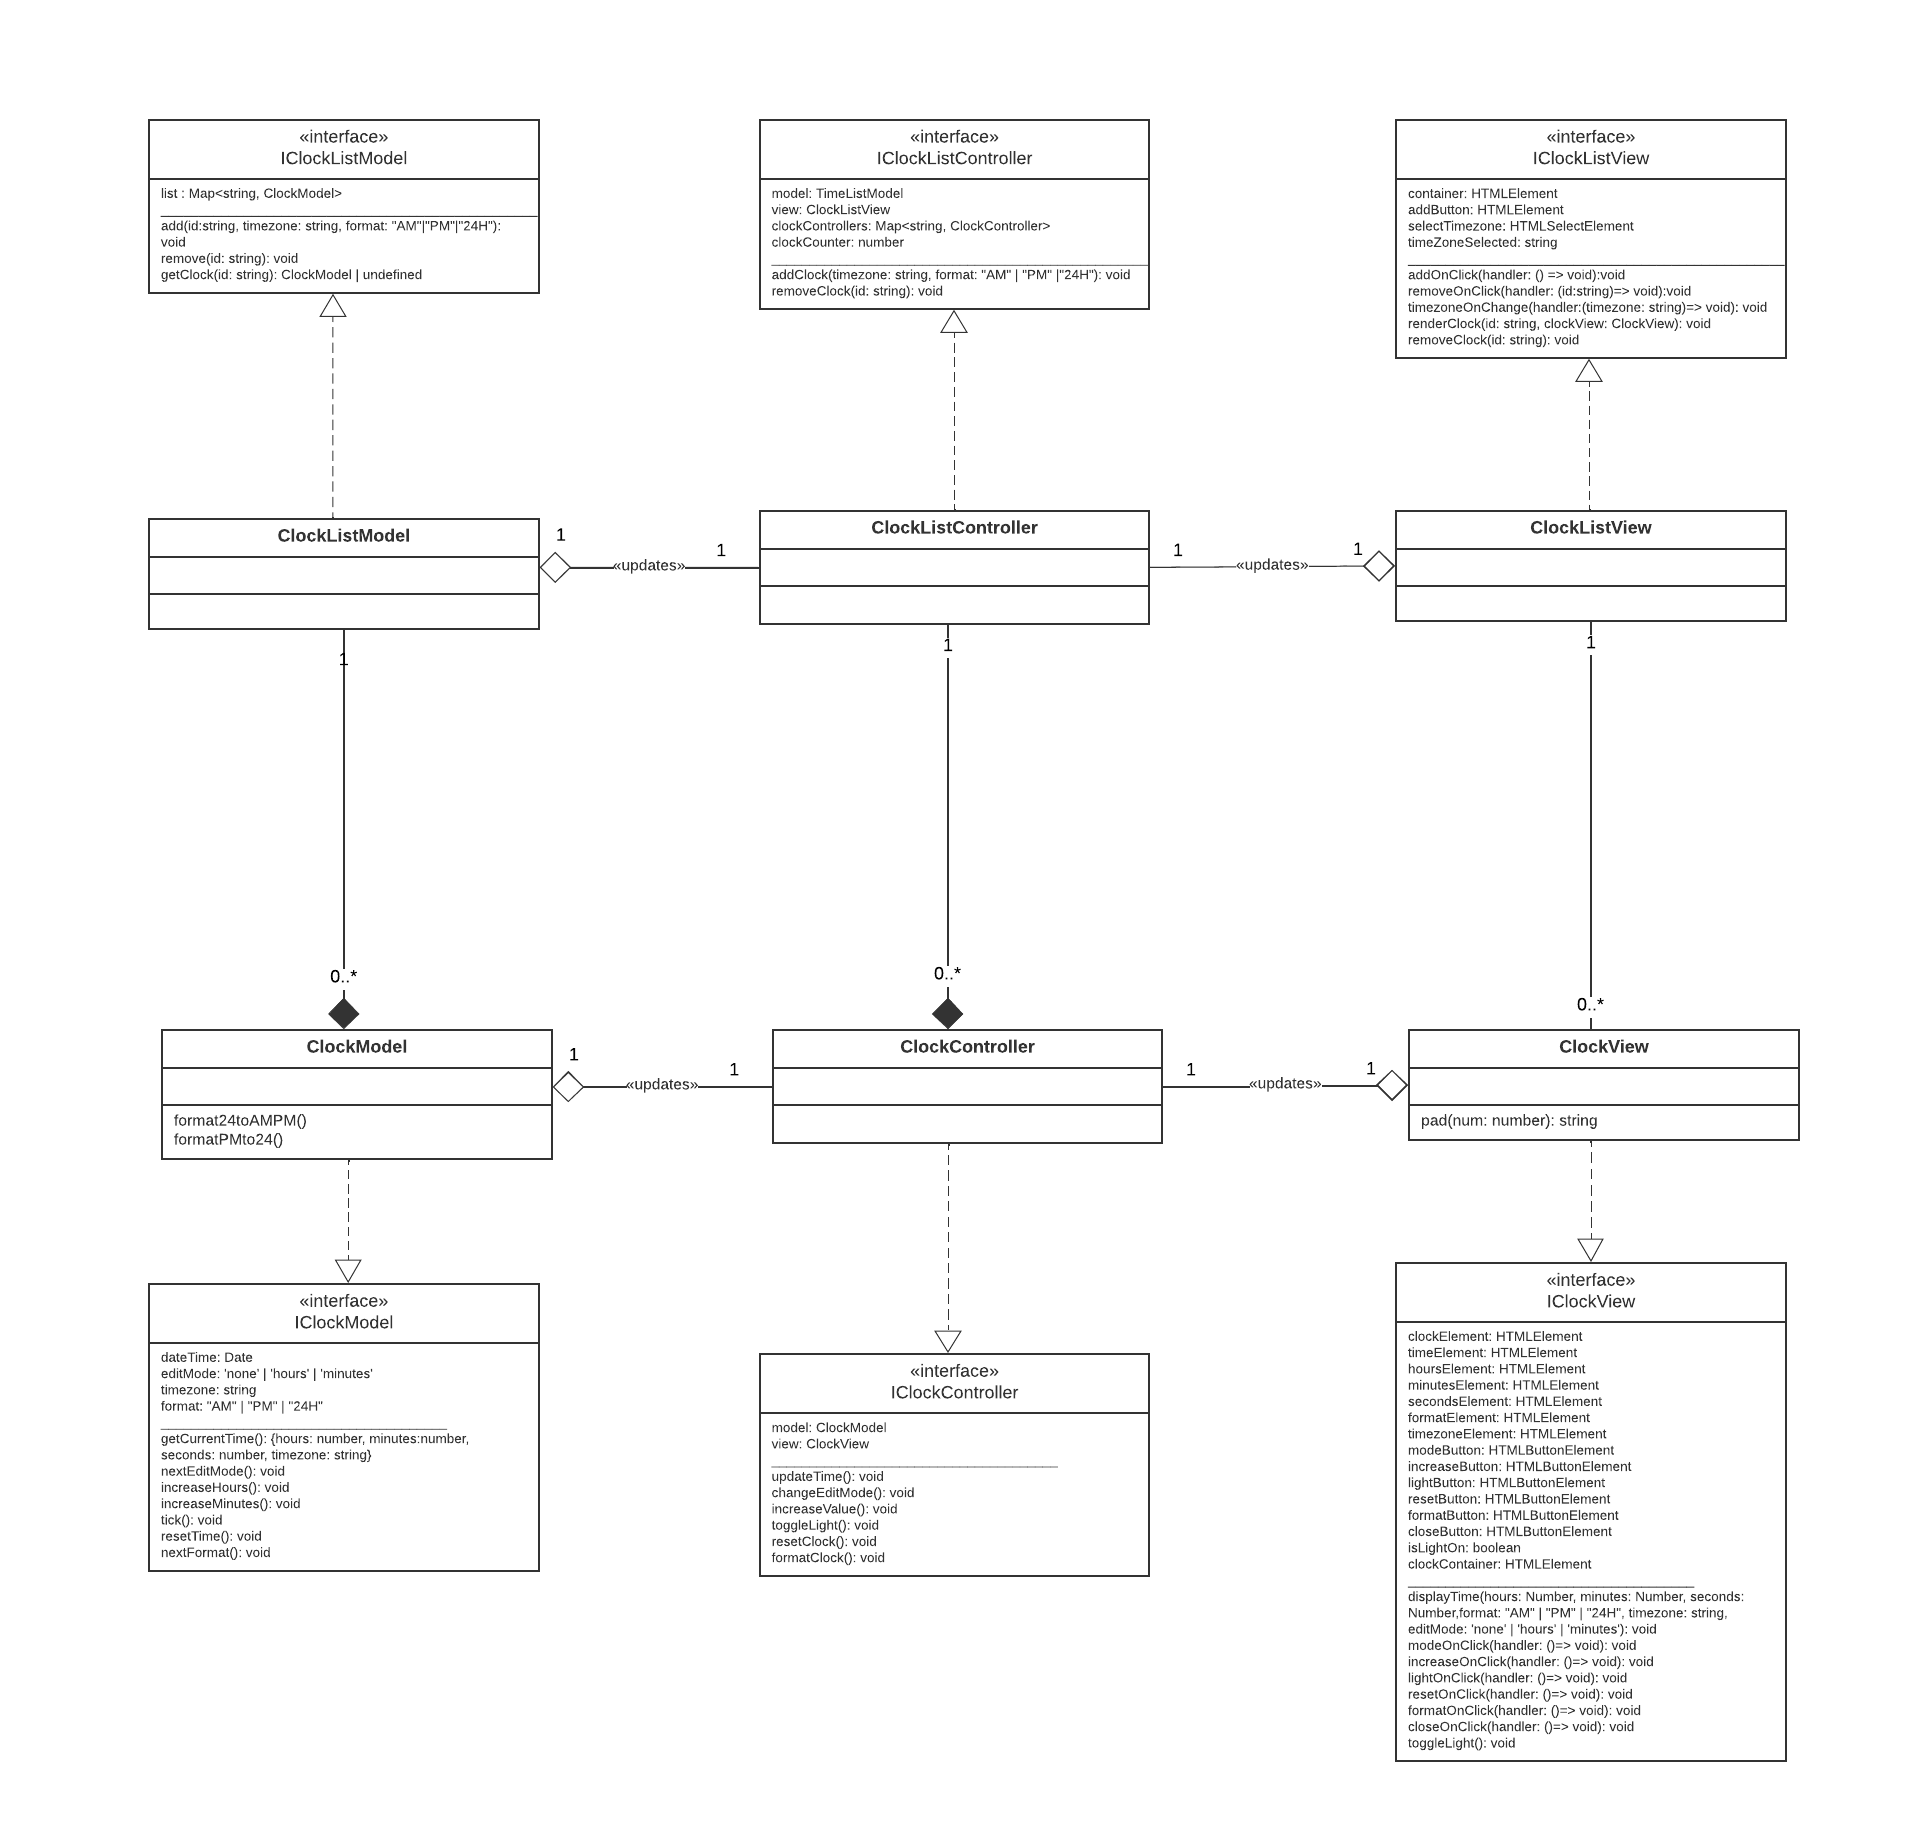 «interface»
IClockListModel
list : Map<string, ClockModel>
add(id:string, timezone: string, format: "AM"|"PM"|"24H"):
void
remove(id: string): void
getClock(id: string): ClockModel | undefined
«interface»
IClockListController
model: TimeListModel
view: ClockListView
clockControllers: Map<string, ClockController>
clockCounter: number
addClock(timezone: string, format: "AM" | "PM" |"24H"): void
removeClock(id: string): void
«interface»
IClockListView
container: HTMLElement
addButton: HTMLElement
selectTimezone: HTMLSelectElement
timeZoneSelected: string
addOnClick(handler: () => void):void
removeOnClick(handler: (id:string)=> void):void
timezoneOnChange(handler:(timezone: string)=> void): void
renderClock(id: string, clockView: ClockView): void
removeClock(id: string): void
ClockListModel
1
«updates»
1
ClockListController
1
«updates»
1
ClockListView
1
1
1
0..*
0..*
0..*
ClockModel
format24toAMPM()
formatPMto24()
1
«updates»
1
ClockController
1
«updates»
1
ClockView
pad(num: number): string
«interface»
IClockModel
dateTime: Date
editMode: 'none' | 'hours' | 'minutes'
timezone: string
format: "AM" | "PM" | "24H"
getCurrentTime(): {hours: number, minutes:number,
seconds: number, timezone: string}
nextEditMode(): void
increaseHours(): void
increaseMinutes(): void
tick(): void
resetTime(): void
nextFormat(): void
«interface»
IClockController
model: ClockModel
view: ClockView
updateTime(): void
changeEditMode(): void
increaseValue(): void
toggleLight(): void
resetClock(): void
formatClock(): void
«interface»
IClockView
clockElement: HTMLElement
timeElement: HTMLElement
hoursElement: HTMLElement
minutesElement: HTMLElement
secondsElement: HTMLElement
formatElement: HTMLElement
timezoneElement: HTMLElement
modeButton: HTMLButtonElement
increaseButton: HTMLButtonElement
lightButton: HTMLButtonElement
resetButton: HTMLButtonElement
formatButton: HTMLButtonElement
closeButton: HTMLButtonElement
isLightOn: boolean
clockContainer: HTMLElement
displayTime(hours: Number, minutes: Number, seconds:
Number,format: "AM" | "PM" | "24H", timezone: string,
editMode: 'none' | 'hours' | 'minutes'): void
modeOnClick(handler: ()=> void): void
increaseOnClick(handler: ()=> void): void
lightOnClick(handler: ()=> void): void
resetOnClick(handler: ()=> void): void
formatOnClick(handler: ()=> void): void
closeOnClick(handler: ()=> void): void
toggleLight(): void